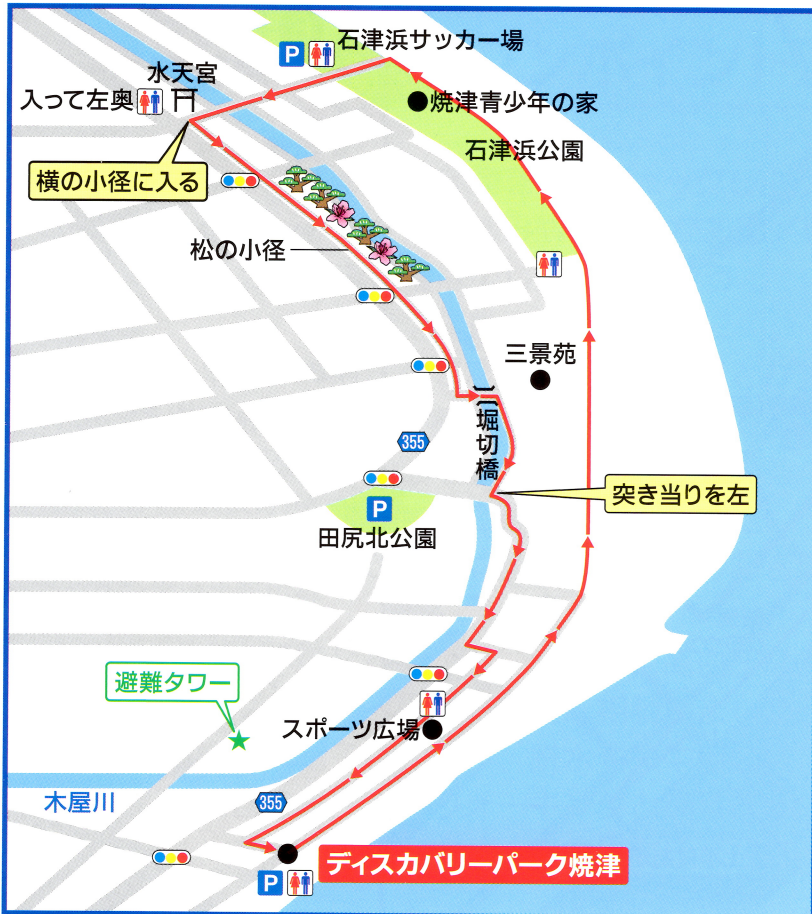 石津浜サッカー場
P
水天宮
入って左奥
焼津青少年の家
石津浜公園
横の小径に入る
松の小径
三景苑
堀切橋
355
突き当りを左
P
田尻北公園
避難タワー
スポーツ広場
木屋川
355
ディスカバリーパーク焼津
P